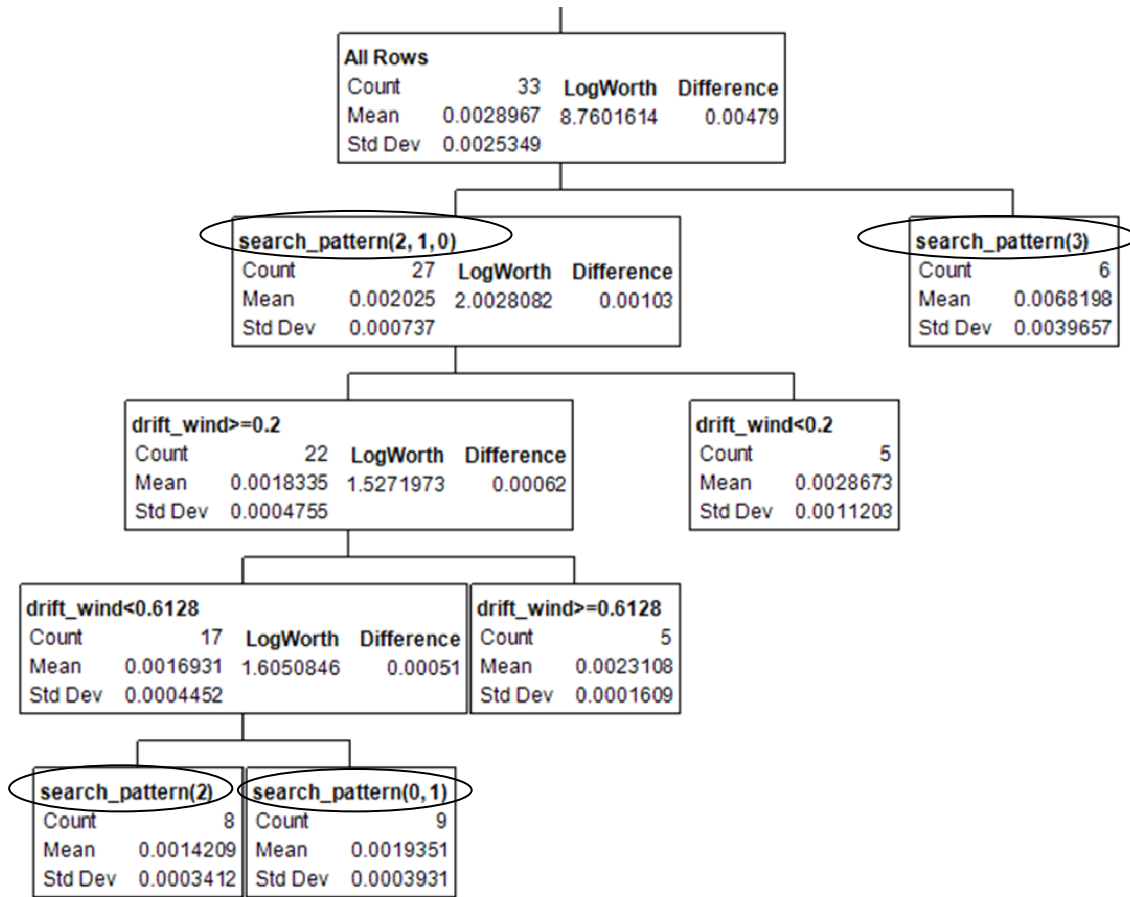 All Rows
Count 33 LogWorth Difference
Mean 0.0028967 8.7601614 0.00479
Std Dev 0.0025349
search_pattern(2, 1, 0)
Count 27 LogWorth Difference
Mean 0.002025 2.0028082 0.00103
Std Dev 0.000737
search_pattern(3)
Count 6
Mean 0.0068198
Std Dev 0.0039657
drift_wind>=0.2
Count 22 LogWorth Difference
Mean 0.0018335 1.5271973 0.00062
Std Dev 0.0004755
drift_wind<0.2
Count 5
Mean 0.0028673
Std Dev 0.0011203
drift_wind<0.6128
Count 17 LogWorth Difference
Mean 0.0016931 1.6050846 0.00051
Std Dev 0.0004452
drift_wind>=0.6128
Count 5
Mean 0.0023108
Std Dev 0.0001609
search_pattern(2)
Count 8
Mean 0.0014209
Std Dev 0.0003412
search_pattern(0, 1)
Count 9
Mean 0.0019351
Std Dev 0.0003931